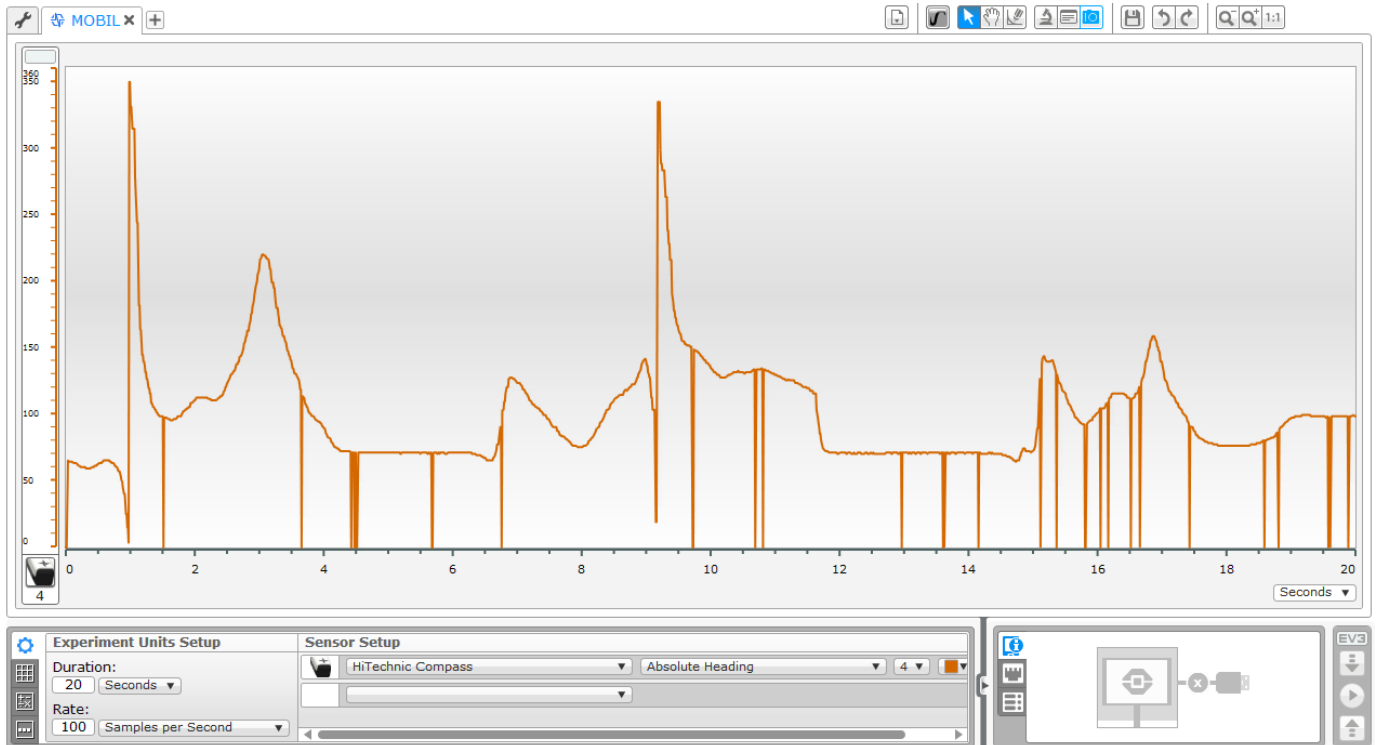 MOBIL
1:1
360
350
300
250
200
150
100
50
0
0 2 4 6 8 10 12 14 16 18 20
4
Seconds
Experiment Units Setup
Sensor Setup
EV3
HiTechnic Compass Absolute Heading 4
Duration:
20 Seconds
Rate:
100 Samples per Second